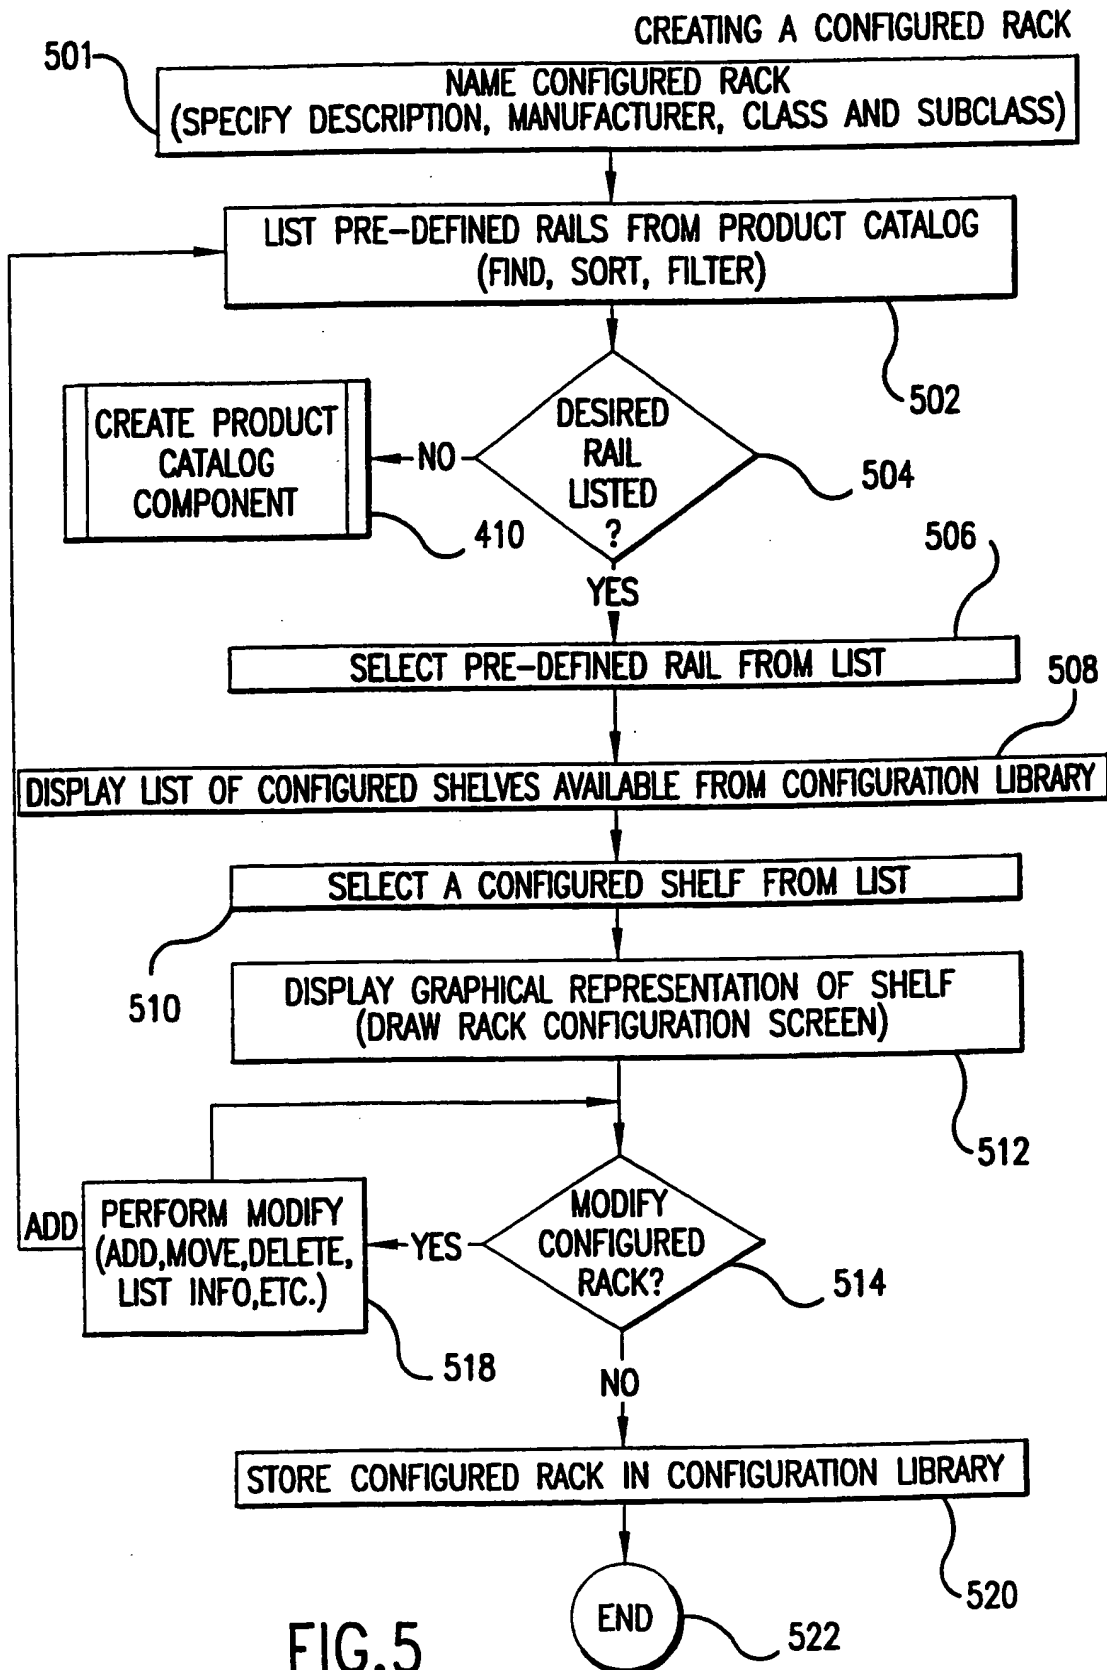 CREATING A CONFIGURED RACK
501
NAME CONFIGURED RACK
(SPECIFY DESCRIPTION, MANUFACTURER, CLASS AND SUBCLASS)
LIST PRE-DEFINED RAILS FROM PRODUCT CATALOG
(FIND, SORT, FILTER)
502
CREATE PRODUCT
CATALOG
COMPONENT
410
NO
DESIRED
RAIL
LISTED
?
504
YES
506
SELECT PRE-DEFINED RAIL FROM LIST
508
DISPLAY LIST OF CONFIGURED SHELVES AVAILABLE FROM CONFIGURATION LIBRARY
SELECT A CONFIGURED SHELF FROM LIST
510
DISPLAY GRAPHICAL REPRESENTATION OF SHELF
(DRAW RACK CONFIGURATION SCREEN)
512
ADD
PERFORM MODIFY
(ADD,MOVE,DELETE,
LIST INFO,ETC.)
518
YES
MODIFY
CONFIGURED
RACK?
514
NO
STORE CONFIGURED RACK IN CONFIGURATION LIBRARY
520
END
522
FIG.5